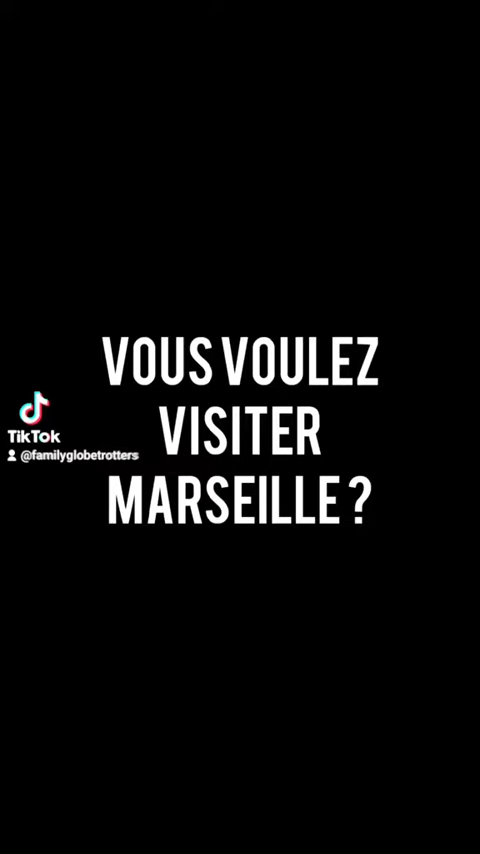 VOUS VOULEZ
VISITER
MARSEILLE ?
TikTok
@familyglobetrotters